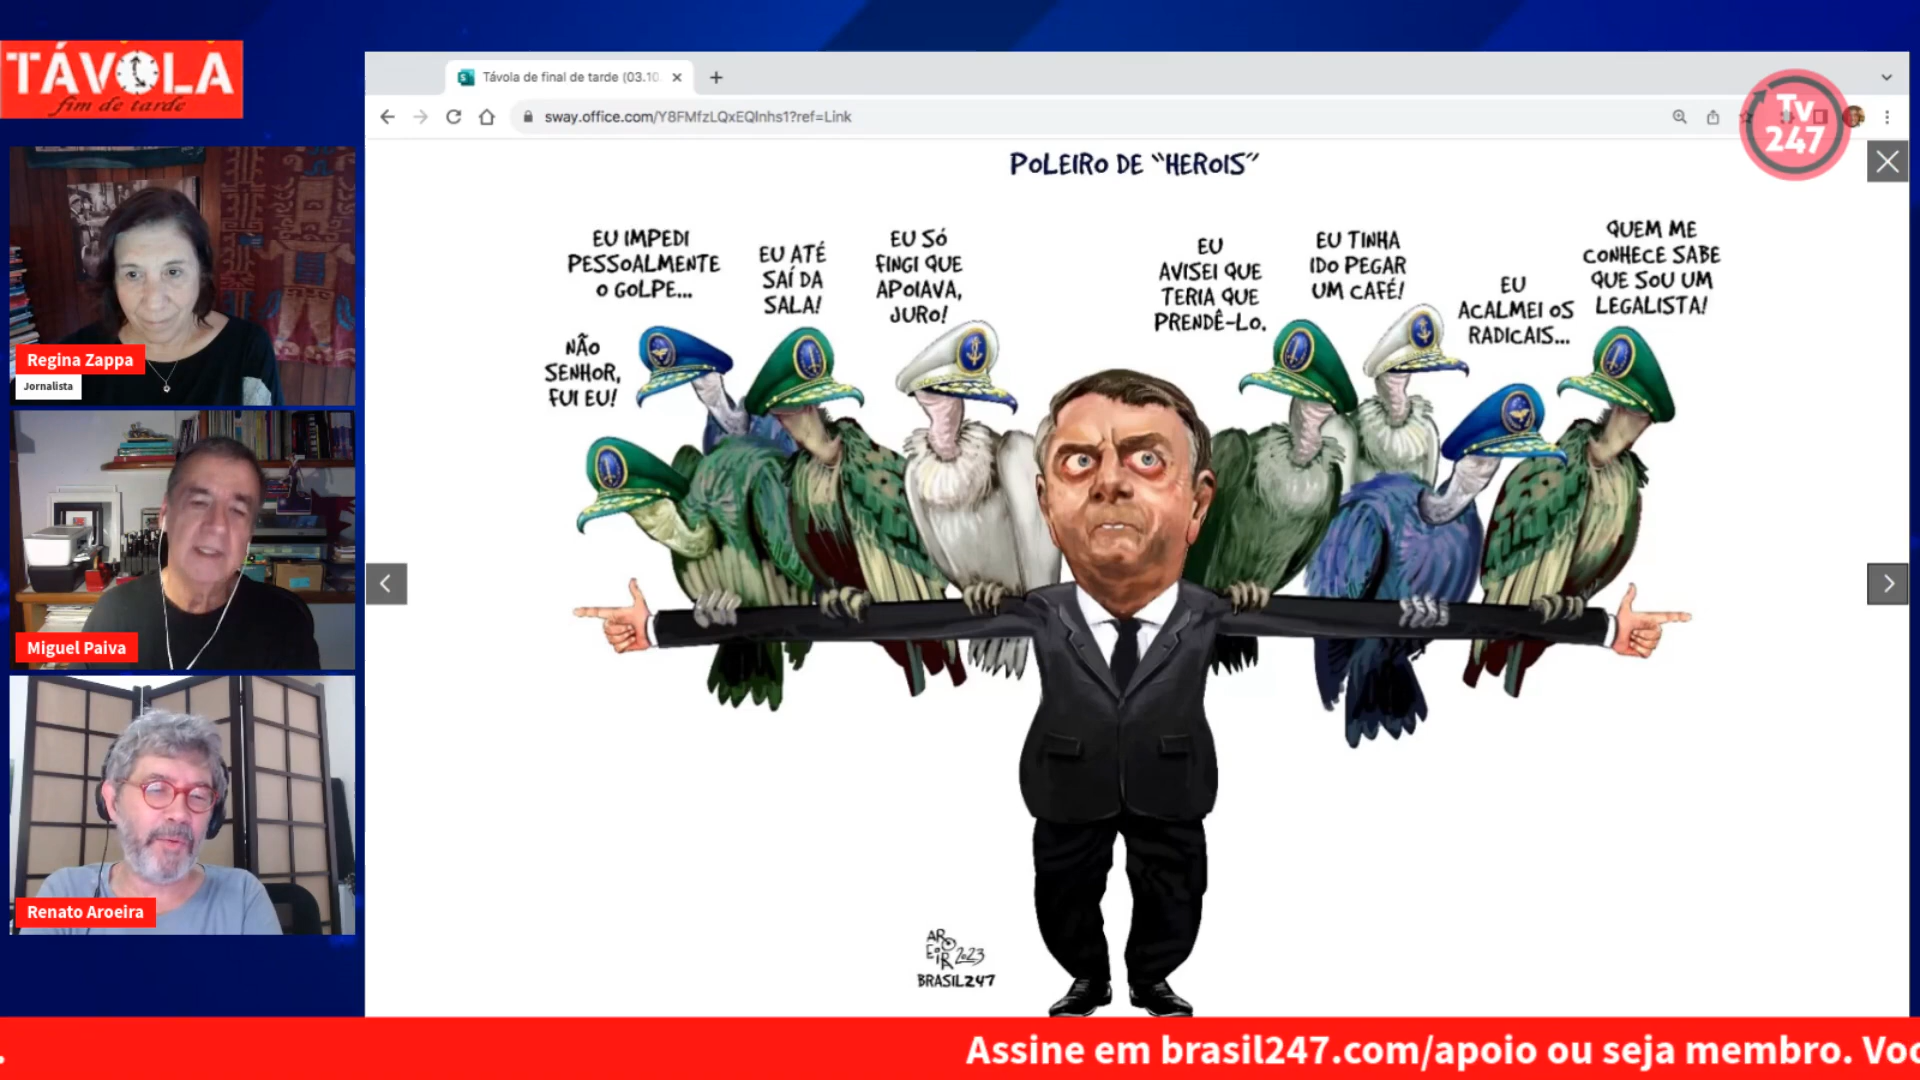 TÁVOLA
fim de tarde
Távola de final de tarde (03.10
sway.office.com/Y8FMfzLQxEQlnhs1?ref=Link
Tv
247
POLEIRO DE “HEROIS”
NÃO
SENHOR,
FUI EU!
EU IMPEDI
PESSOALMENTE
O GOLPE...
EU ATÉ
SAÍ DA
SALA!
EU SÓ
FINGI QUE
APOIAVA,
JURO!
EU
AVISEI QUE
TERIA QUE
PRENDÊ-LO.
EU TINHA
IDO PEGAR
UM CAFÉ!
EU
ACALMEI OS
RADICAIS...
QUEM ME
CONHECE SABE
QUE SOU UM
LEGALISTA!
Regina Zappa
Jornalista
Miguel Paiva
Renato Aroeira
AROEIRA 2023
BRASIL247
. Assine em brasil247.com/apoio ou seja membro. Voc